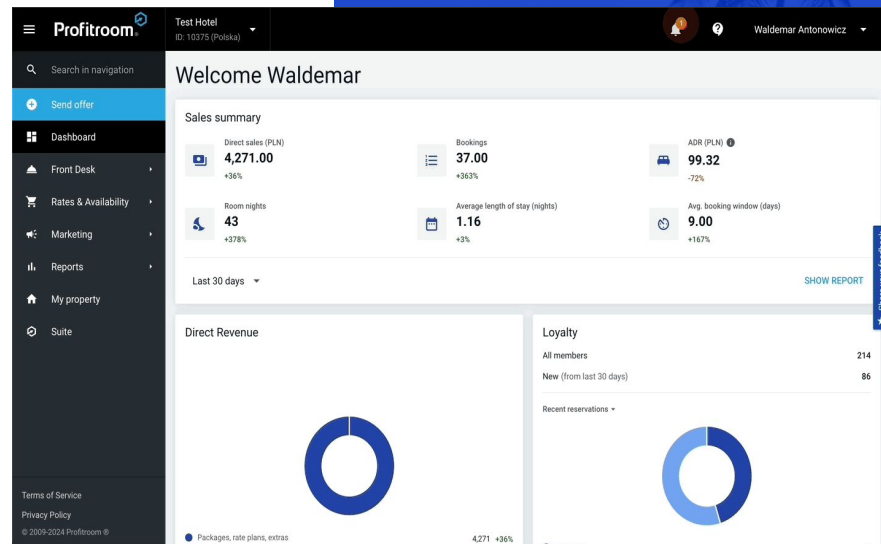 Profitroom®
Test Hotel
ID: 10375 (Polska)
1
Waldemar Antonowicz
Search in navigation
Send offer
Dashboard
Front Desk
Rates & Availability
Marketing
Reports
My property
Suite
Terms of Service
Privacy Policy
© 2009-2024 Profitroom ®
Welcome Waldemar
Sales summary
Direct sales (PLN)
4,271.00
+36%
Bookings
37.00
+363%
ADR (PLN)
99.32
-72%
Room nights
43
+378%
Average length of stay (nights)
1.16
+3%
Avg. booking window (days)
9.00
+167%
Last 30 days
SHOW REPORT
Direct Revenue
Packages, rate plans, extras 4,271 +36%
Loyalty
All members 214
New (from last 30 days) 86
Recent reservations